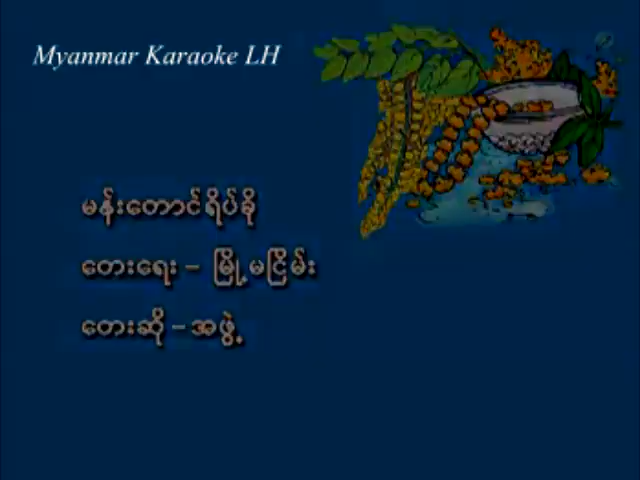 Myanmar Karaoke LH
မန်းတောင်ရိပ်ခို
တေးရေး – မြို့မငြိမ်း
တေးဆို – အဖွဲ့